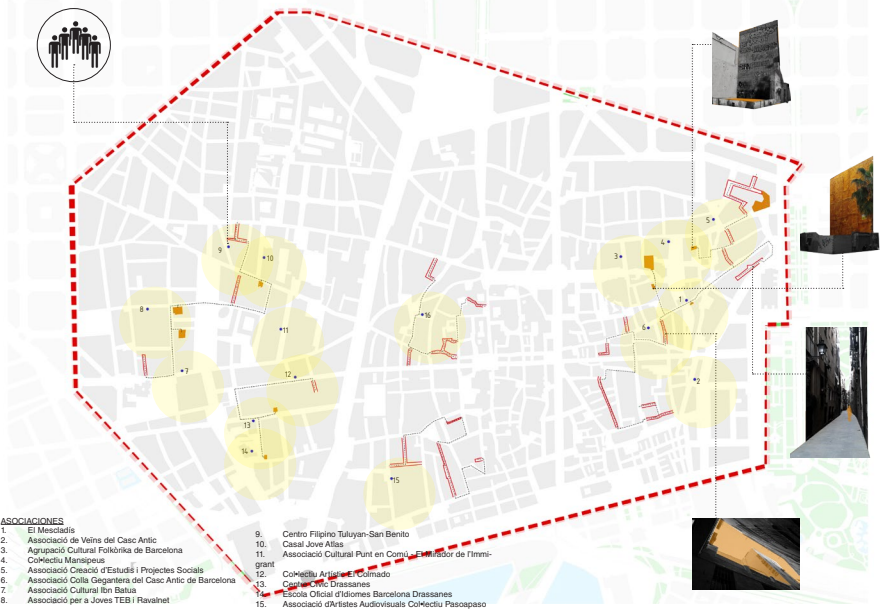 9
10
5
4
3
1
8
11
16
6
7
12
2
13
14
15
ASOCIACIONES
1. El Mescladís
2. Associació de Veïns del Casc Antic
3. Agrupació Cultural Folkòrika de Barcelona
4. Col•lectiu Mansipeus
5. Associació Creació d'Estudis i Projectes Socials
6. Associació Colla Gegantera del Casc Antic de Barcelona
7. Associació Cultural Ibn Batua
8. Associació per a Joves TEB i Ravalnet
9. Centro Filipino Tuluyan-San Benito
10. Casal Jove Atlas
11. Associació Cultural Punt en Comú - El Mirador de l'Immi-
grant
12. Col•lectiu Artístic El Colmado
13. Centre Cívic Drassanes
14. Escola Oficial d'Idiomes Barcelona Drassanes
15. Associació d'Artistes Audiovisuals Col•lectiu Pasoapaso